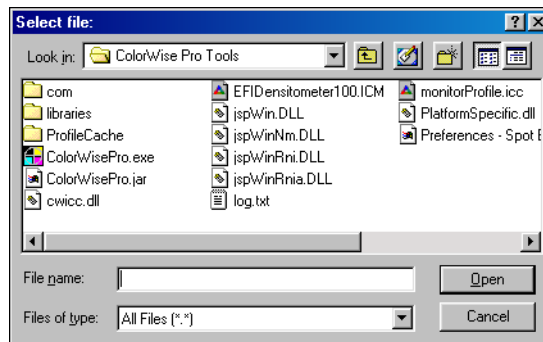 Select file:
Look in: ColorWise Pro Tools
com
libraries
ProfileCache
ColorWisePro.exe
ColorWisePro.jar
cwicc.dll
EFIDensitometer100.ICM
jspWin.DLL
jspWinNm.DLL
jspWinRni.DLL
jspWinRnia.DLL
log.txt
monitorProfile.icc
PlatformSpecific.dll
Preferences - Spot
File name:
Open
Files of type: All Files (*.*)
Cancel